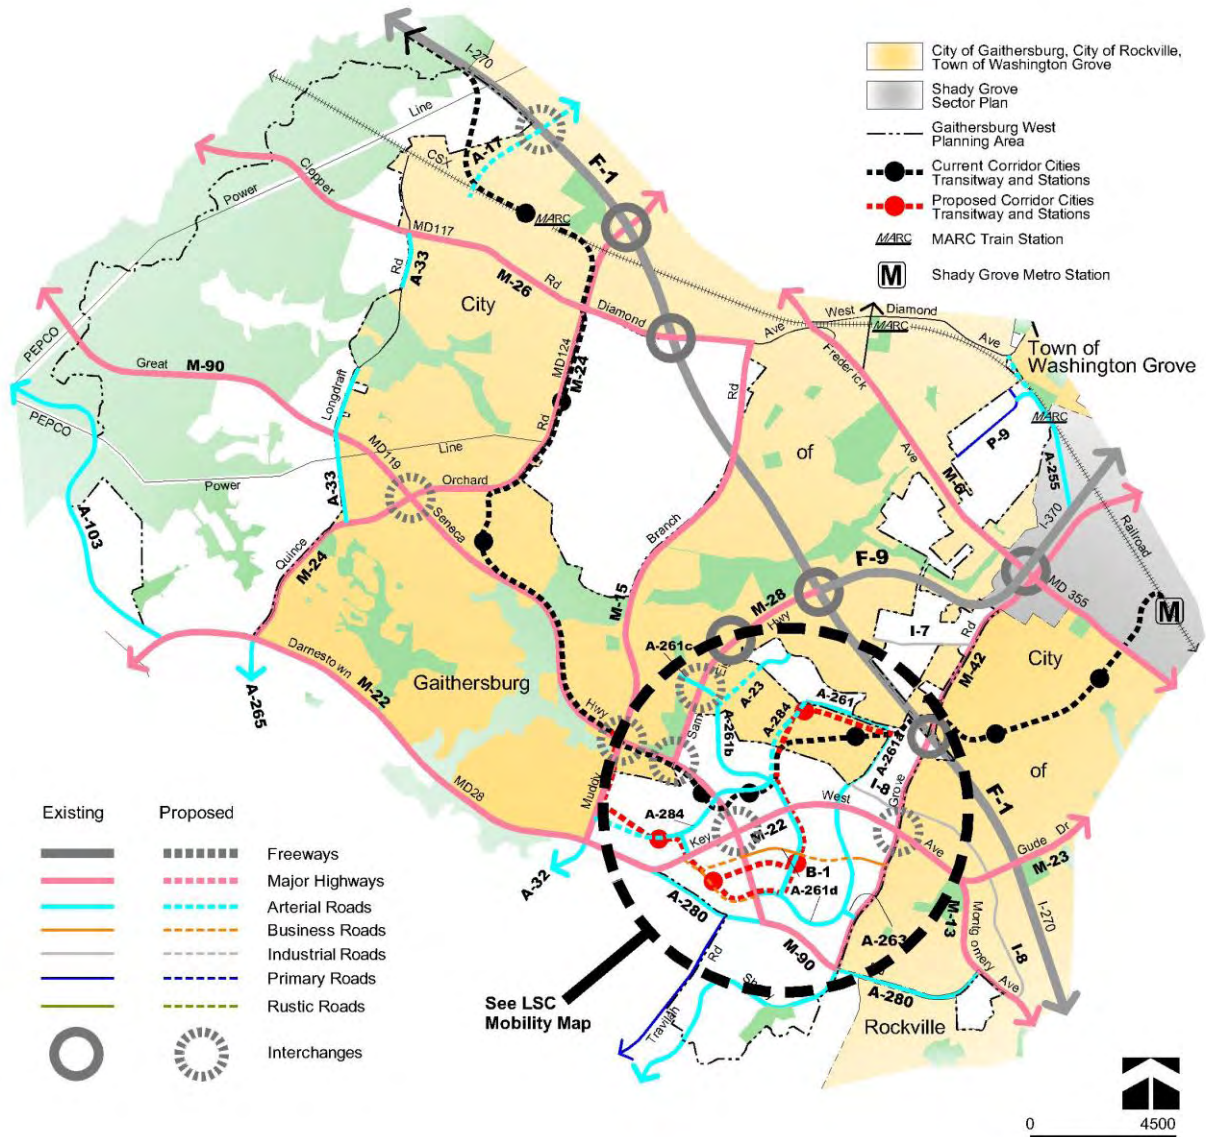 I-270
City of Gaithersburg, City of Rockville,
Town of Washington Grove
Shady Grove
Sector Plan
Gaithersburg West
Planning Area
Current Corridor Cities
Transitway and Stations
Proposed Corridor Cities
Transitway and Stations
MARC
MARC Train Station
M
Shady Grove Metro Station
Line
CSX
A-17
F-1
Power
Clopper
MARC
MD117
Rd
A-33
M-26
Rd
City
Diamond
MD124
M-24
Rd
Ave
West
Diamond
Ave
MARC
Frederick
Ave
M-6
Town of
Washington Grove
PEPCO
Great
M-90
Longdraft
Rd
PEPCO
MD119
Line
Power
A-33
Orchard
Seneca
of
P-9
MARC
A-255
I-370
Railroad
A-103
Quince
M-24
Branch
M-15
F-9
M-28
Hwy
MD 355
M
I-7
Rd
M-42
City
Darnestown
M-22
Gaithersburg
A-265
Hwy
A-261c
Sam
A-23
A-261
A-284
A-261b
A-261a
I-8
Grove
of
MD28
Muddy
A-284
Key
West
M-22
Ave
F-1
Gude Dr
M-23
A-32
B-1
A-261d
A-280
M-90
A-263
M-13
Montgomery
Ave
I-8
I-270
Rd
A-280
Travilah
Rockville
See LSC
Mobility Map
Existing
Proposed
Freeways
Major Highways
Arterial Roads
Business Roads
Industrial Roads
Primary Roads
Rustic Roads
Interchanges
0
4500